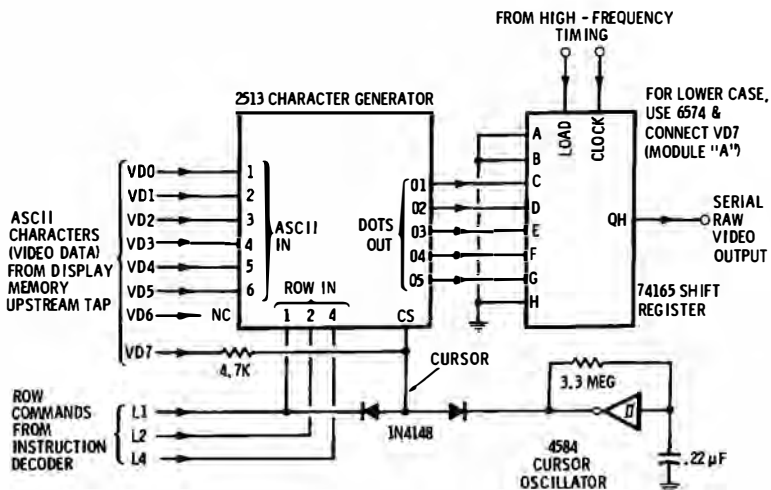 FROM HIGH - FREQUENCY
TIMING
2513 CHARACTER GENERATOR
FOR LOWER CASE,
USE 6574 &
CONNECT VD7
(MODULE "A")
LOAD
CLOCK
A
B
C
D
E
F
G
H
QH
SERIAL
RAW
VIDEO
OUTPUT
74165 SHIFT
REGISTER
ASCII
CHARACTERS
(VIDEO DATA)
FROM DISPLAY
MEMORY
UPSTREAM TAP
VD0
VD1
VD2
VD3
VD4
VD5
VD6
NC
VD7
1
2
3
4
5
6
ASCII
IN
DOTS
OUT
01
02
03
04
05
ROW IN
1 2 4
CS
4.7K
CURSOR
ROW
COMMANDS
FROM
INSTRUCTION
DECODER
L1
L2
L4
1N4148
3.3 MEG
4584
CURSOR
OSCILLATOR
.22 µF